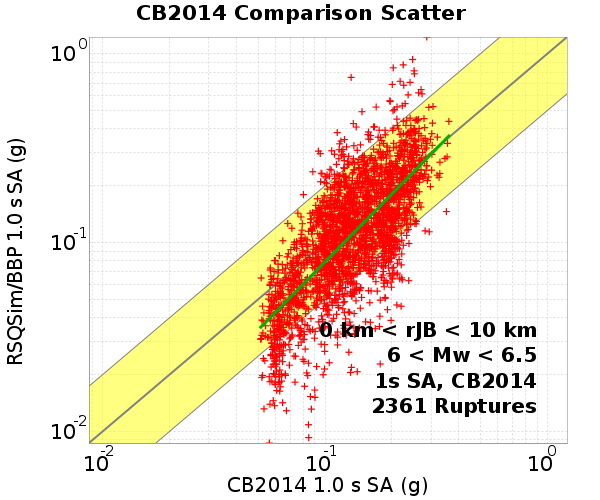 CB2014 Comparison Scatter
10^0
10^-1
10^-2
RSQSim/BBP 1.0 s SA (g)
0 km < rJB < 10 km
6 < Mw < 6.5
1s SA, CB2014
2361 Ruptures
10^-2 10^-1 10^0
CB2014 1.0 s SA (g)